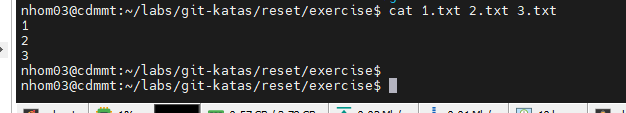 nhom03@cdmmt:~/labs/git-katas/reset/exercise$ cat 1.txt 2.txt 3.txt
1
2
3
nhom03@cdmmt:~/labs/git-katas/reset/exercise$
nhom03@cdmmt:~/labs/git-katas/reset/exercise$